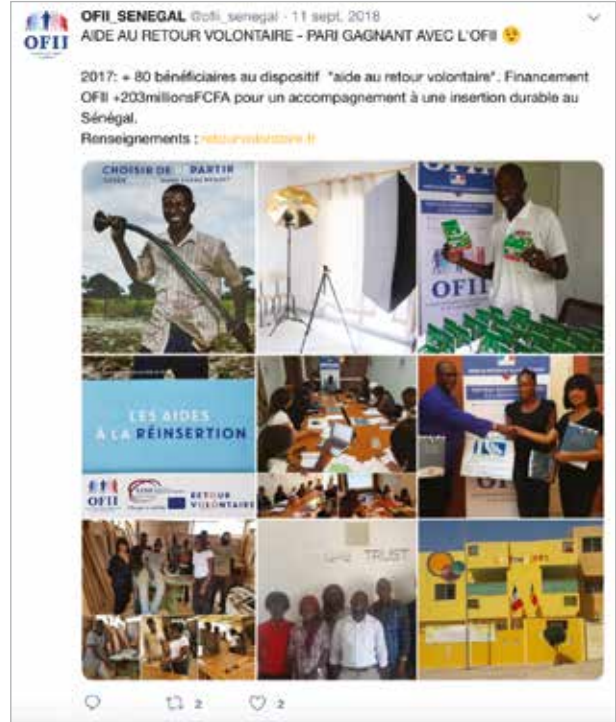 OFII_SENEGAL @ofii_senegal · 11 sept. 2018
AIDE AU RETOUR VOLONTAIRE - PARI GAGNANT AVEC L'OFII 😉
2017: + 80 bénéficiaires au dispositif "aide au retour volontaire". Financement
OFII +203millionsFCFA pour un accompagnement à une insertion durable au
Sénégal.
Renseignements : retourvolontaire.fr
OFII
CHOISIR DE PARTIR
OFII
OFII
LES AIDES
À LA RÉINSERTION
OFII
RETOUR
VOLONTAIRE
TRUST
2
2